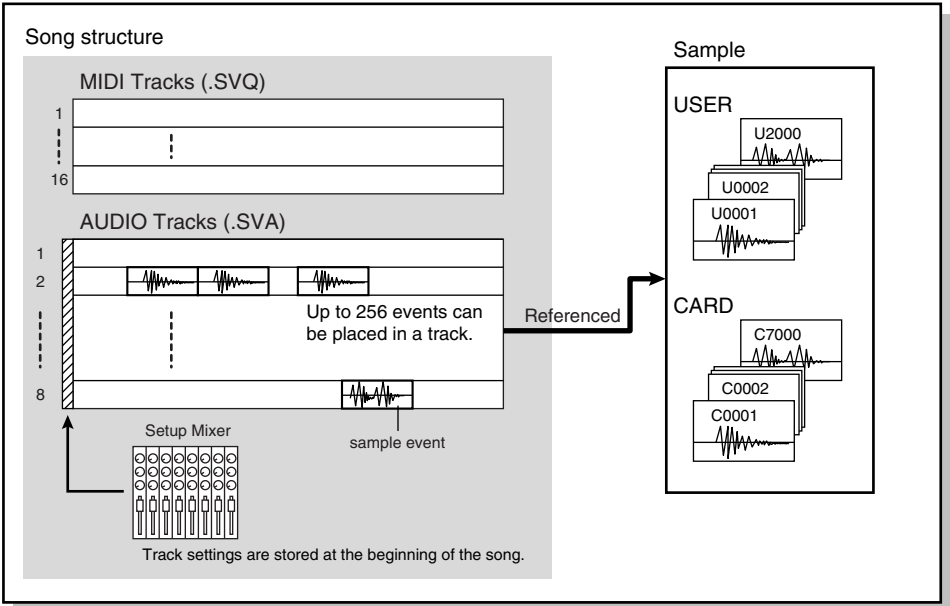 Song structure
MIDI Tracks (.SVQ)
1
16
AUDIO Tracks (.SVA)
1
2
8
Up to 256 events can
be placed in a track.
sample event
Setup Mixer
Track settings are stored at the beginning of the song.
Referenced
Sample
USER
U2000
U0002
U0001
CARD
C7000
C0002
C0001